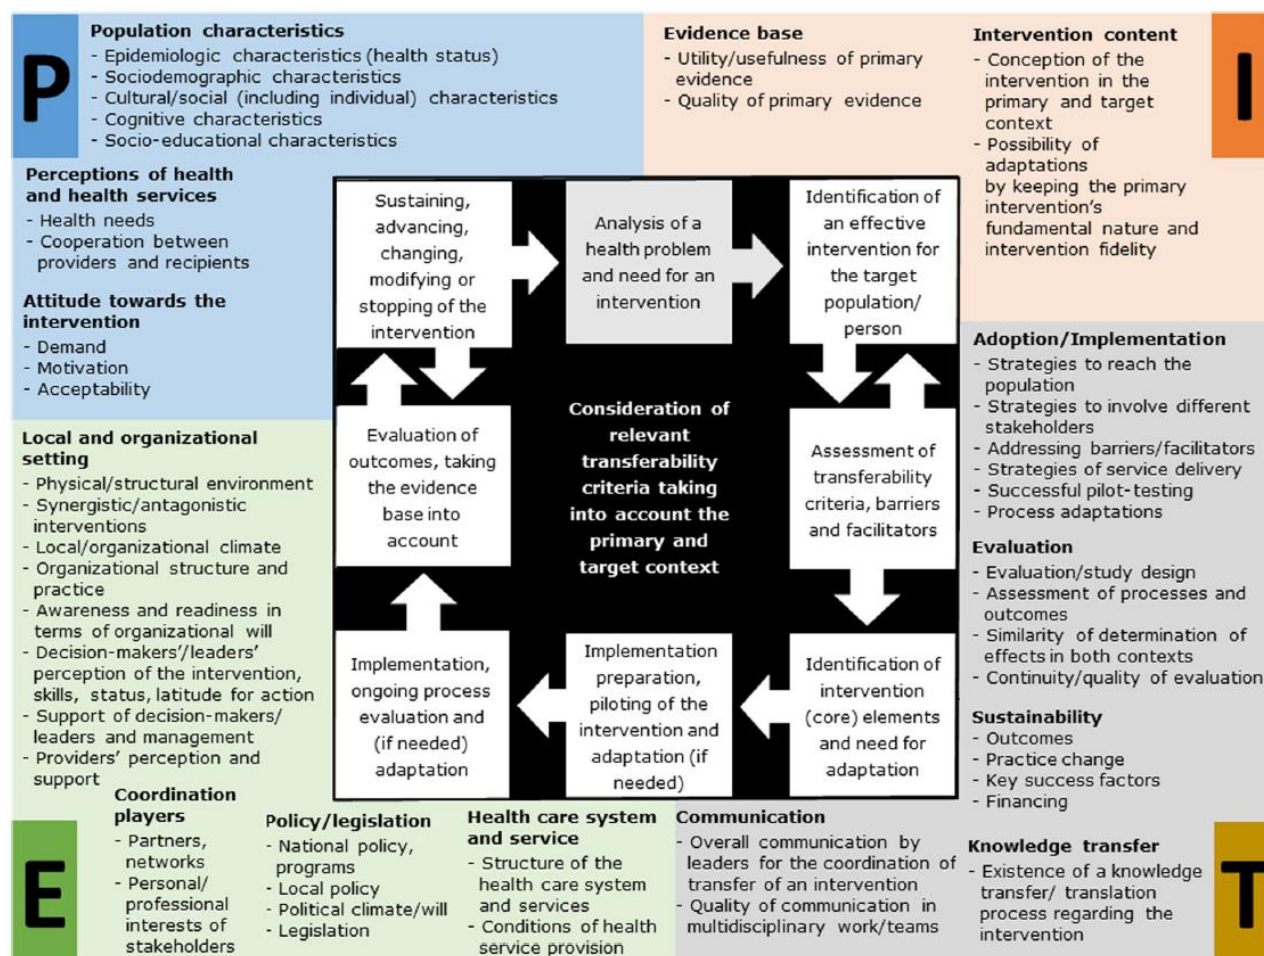 P
Population characteristics
- Epidemiologic characteristics (health status)
- Sociodemographic characteristics
- Cultural/social (including individual) characteristics
- Cognitive characteristics
- Socio-educational characteristics
Perceptions of health
and health services
- Health needs
- Cooperation between
providers and recipients
Attitude towards the
intervention
- Demand
- Motivation
- Acceptability
Evidence base
- Utility/usefulness of primary
evidence
- Quality of primary evidence
Intervention content
- Conception of the
intervention in the
primary and target
context
- Possibility of
adaptations
by keeping the primary
intervention's
fundamental nature and
intervention fidelity
I
Sustaining,
advancing,
changing,
modifying or
stopping of the
intervention
Analysis of a
health problem
and need for an
intervention
Identification of
an effective
intervention for
the target
population/
person
Evaluation of
outcomes, taking
the evidence
base into
account
Consideration of
relevant
transferability
criteria taking
into account the
primary and
target context
Assessment of
transferability
criteria, barriers
and facilitators
Implementation,
ongoing process
evaluation and
(if needed)
adaptation
Implementation
preparation,
piloting of the
intervention and
adaptation (if
needed)
Identification of
intervention
(core) elements
and need for
adaptation
Local and organizational
setting
- Physical/structural environment
- Synergistic/antagonistic
interventions
- Local/organizational climate
- Organizational structure and
practice
- Awareness and readiness in
terms of organizational will
- Decision-makers'/leaders'
perception of the intervention,
skills, status, latitude for action
- Support of decision-makers/
leaders and management
- Providers' perception and
support
E
Coordination
players
- Partners,
networks
- Personal/
professional
interests of
stakeholders
Policy/legislation
- National policy,
programs
- Local policy
- Political climate/will
- Legislation
Health care system
and service
- Structure of the
health care system
and services
- Conditions of health
service provision
Adoption/Implementation
- Strategies to reach the
population
- Strategies to involve different
stakeholders
- Addressing barriers/facilitators
- Strategies of service delivery
- Successful pilot-testing
- Process adaptations
Evaluation
- Evaluation/study design
- Assessment of processes and
outcomes
- Similarity of determination of
effects in both contexts
- Continuity/quality of evaluation
Sustainability
- Outcomes
- Practice change
- Key success factors
- Financing
Communication
- Overall communication by
leaders for the coordination of
transfer of an intervention
- Quality of communication in
multidisciplinary work/teams
Knowledge transfer
- Existence of a knowledge
transfer/ translation
process regarding the
intervention
T